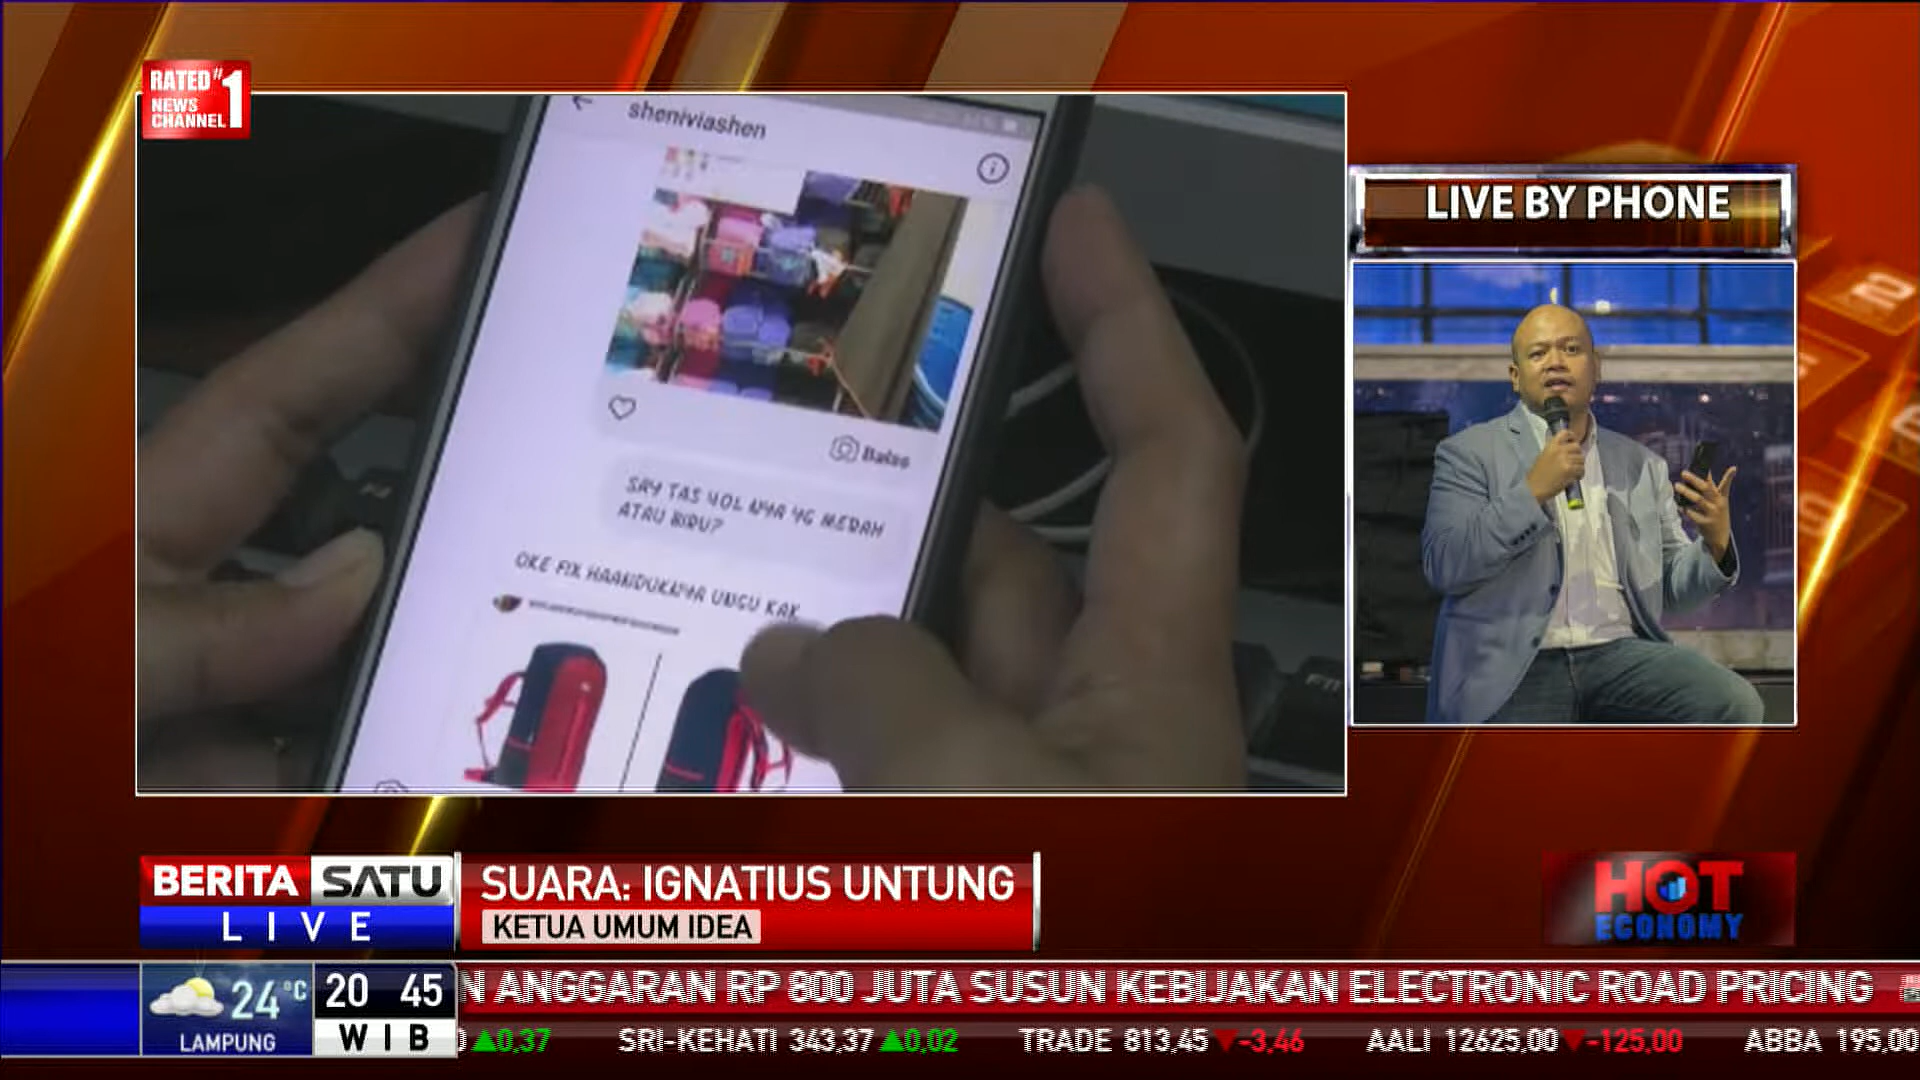 RATED #1
NEWS
CHANNEL
sheniviashen
LIVE BY PHONE
Balas
SAY TAS YOL NYA YG MERAH
ATAU BIRU?
OKE FIX HAANDUKNYA UNGU KAK
F11
BERITA SATU
LIVE
SUARA: IGNATIUS UNTUNG
KETUA UMUM IDEA
HOT
ECONOMY
24°C
LAMPUNG
20 45
WIB
N ANGGARAN RP 800 JUTA SUSUN KEBIJAKAN ELECTRONIC ROAD PRICING
▲0,37 SRI-KEHATI 343,37 ▲0,02 TRADE 813,45 ▼-3,46 AALI 12625,00 ▼-125,00 ABBA 195,00